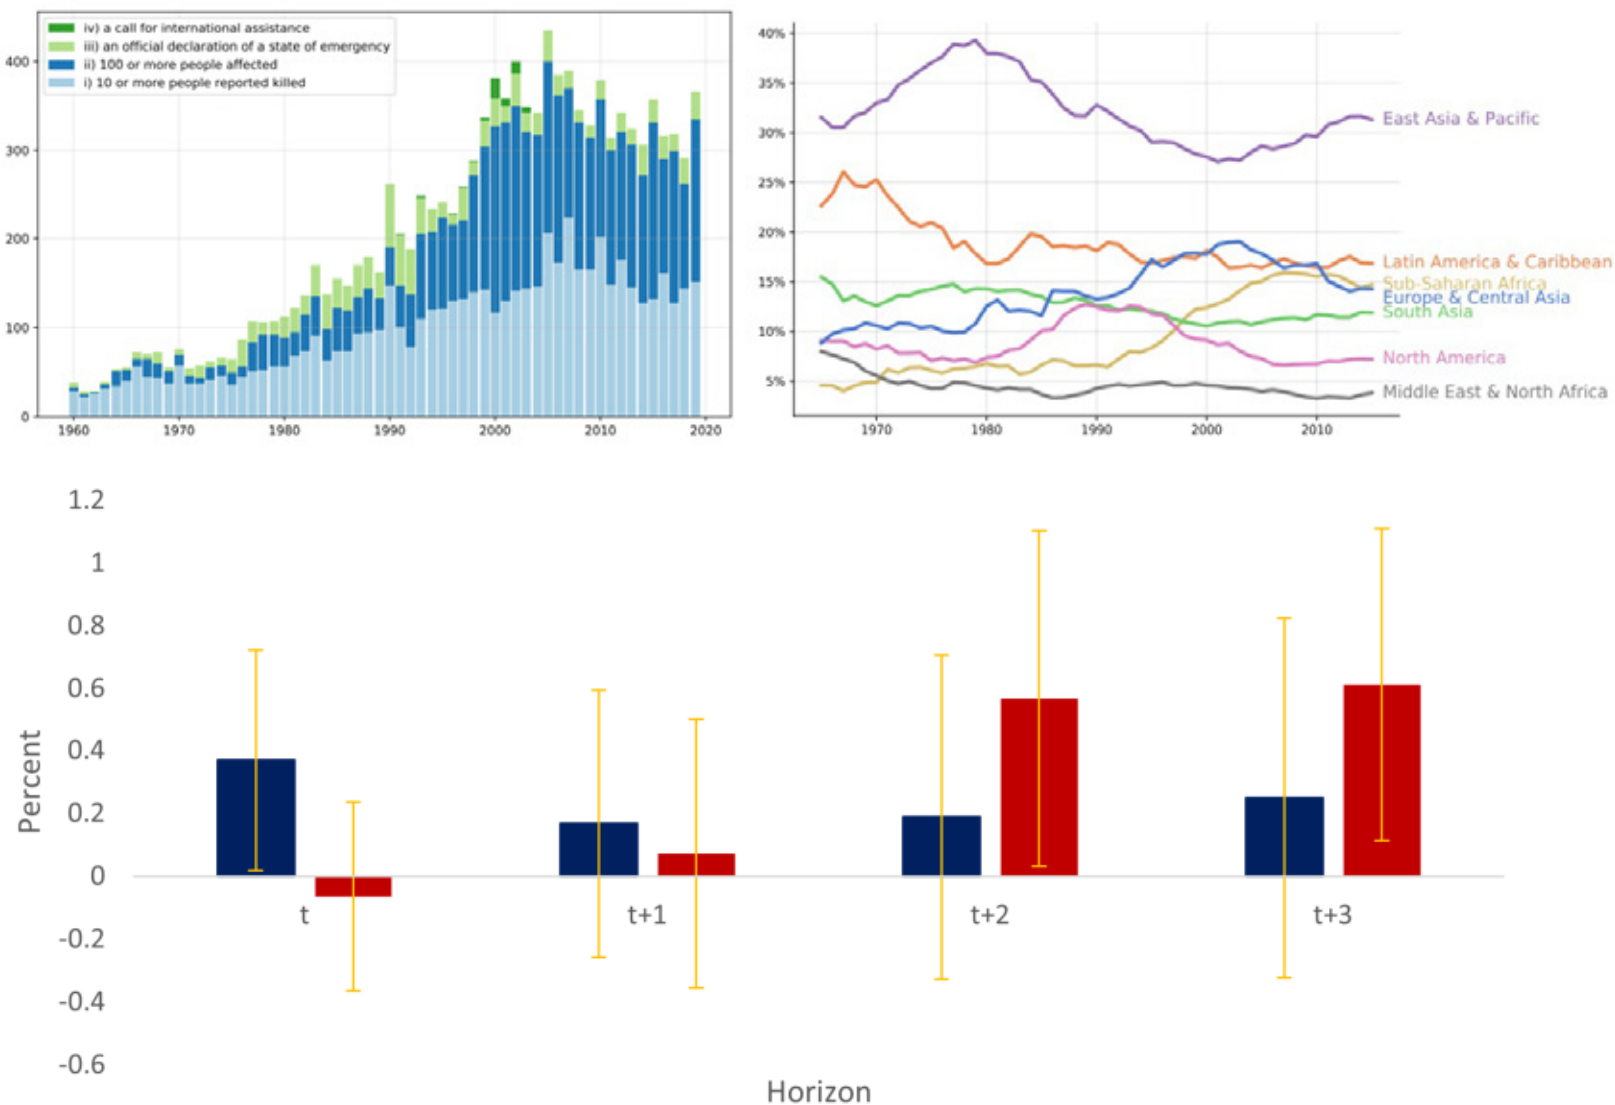 iv) a call for international assistance
iii) an official declaration of a state of emergency
ii) 100 or more people affected
i) 10 or more people reported killed
400
300
200
100
0
1960 1970 1980 1990 2000 2010 2020
40%
35%
30%
25%
20%
15%
10%
5%
East Asia & Pacific
Latin America & Caribbean
Sub-Saharan Africa
Europe & Central Asia
South Asia
North America
Middle East & North Africa
1970 1980 1990 2000 2010
1.2
1
0.8
0.6
0.4
0.2
0
-0.2
-0.4
-0.6
Percent
t t+1 t+2 t+3
Horizon